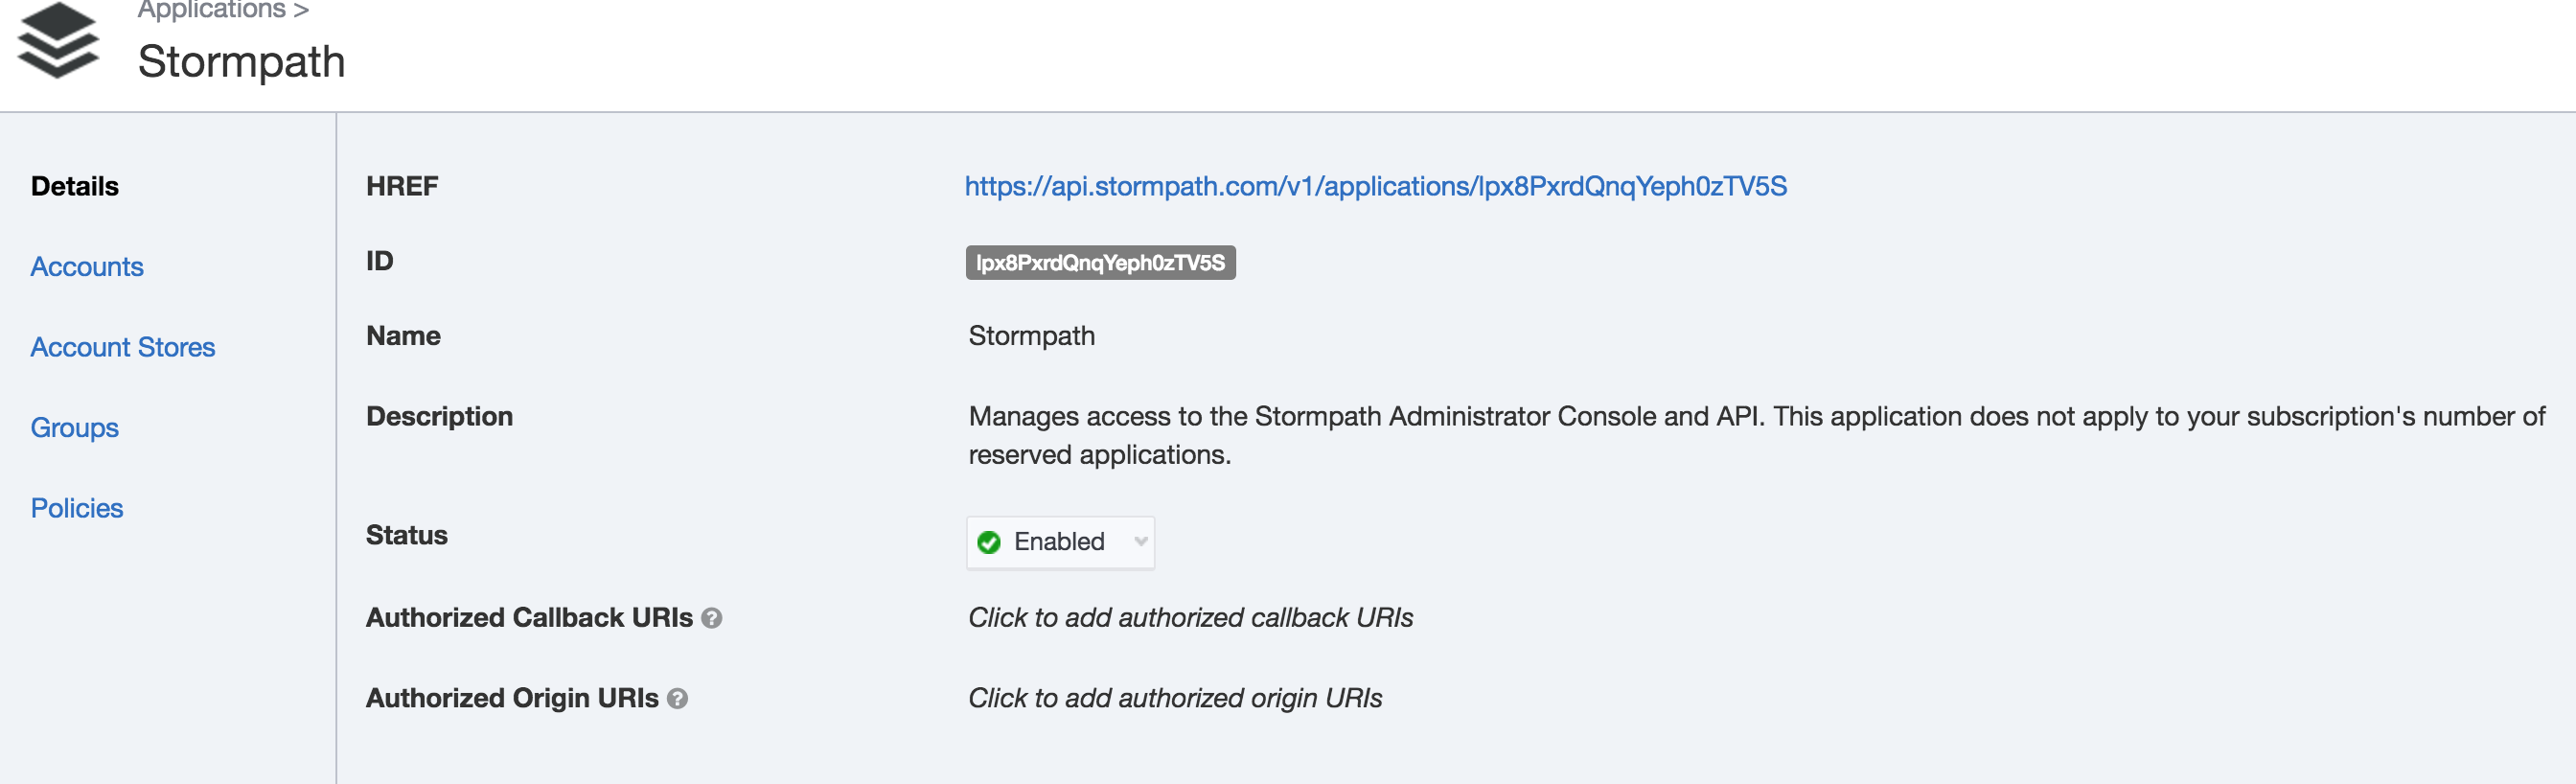 Applications >
Stormpath
Details
Accounts
Account Stores
Groups
Policies
HREF
https://api.stormpath.com/v1/applications/lpx8PxrdQnqYeph0zTV5S
ID
lpx8PxrdQnqYeph0zTV5S
Name
Stormpath
Description
Manages access to the Stormpath Administrator Console and API. This application does not apply to your subscription's number of
reserved applications.
Status
Enabled
Authorized Callback URIs ?
Click to add authorized callback URIs
Authorized Origin URIs ?
Click to add authorized origin URIs